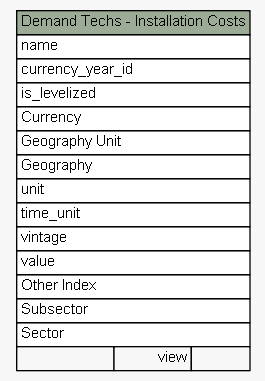 Demand Techs - Installation Costs
name
currency_year_id
is_levelized
Currency
Geography Unit
Geography
unit
time_unit
vintage
value
Other Index
Subsector
Sector
view